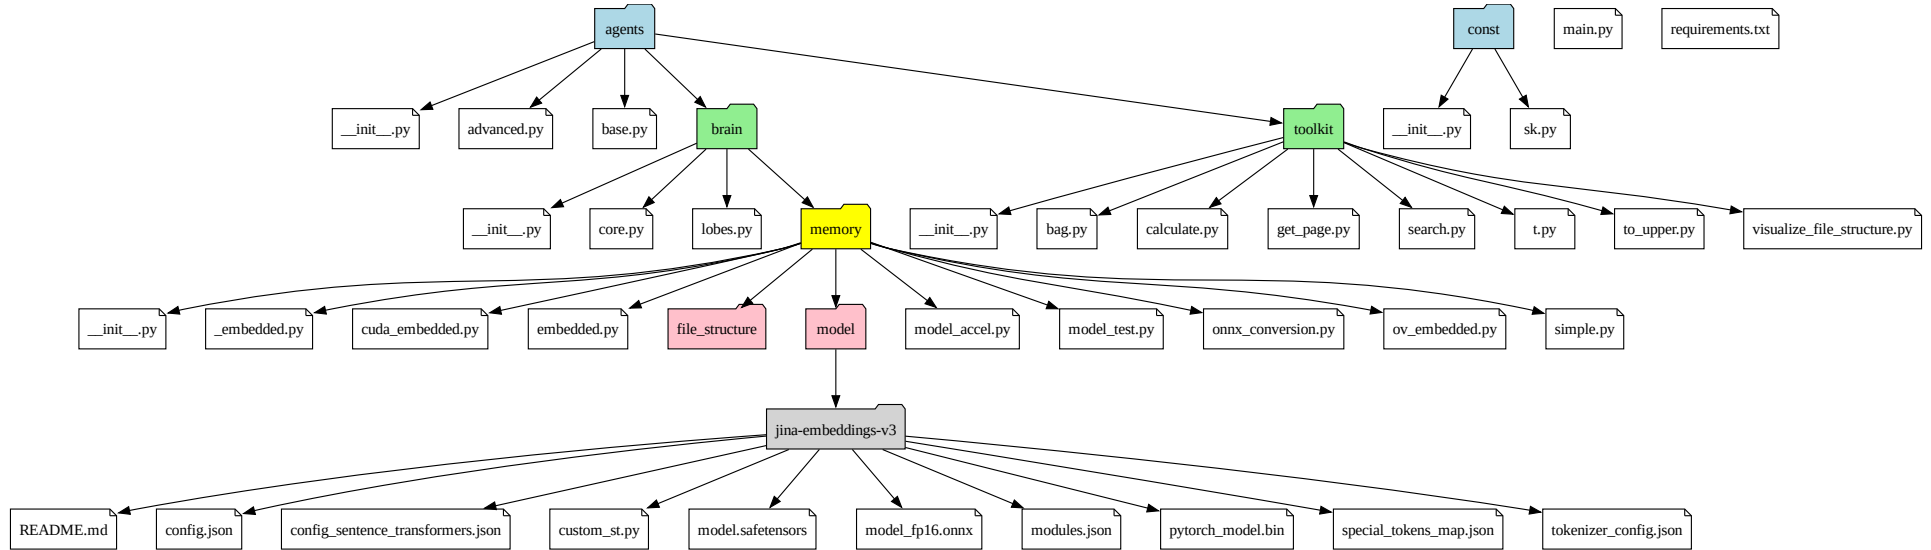 agents
const
main.py
requirements.txt
__init__.py
advanced.py
base.py
brain
toolkit
__init__.py
sk.py
__init__.py
core.py
lobes.py
memory
__init__.py
bag.py
calculate.py
get_page.py
search.py
t.py
to_upper.py
visualize_file_structure.py
__init__.py
_embedded.py
cuda_embedded.py
embedded.py
file_structure
model
model_accel.py
model_test.py
onnx_conversion.py
ov_embedded.py
simple.py
jina-embeddings-v3
README.md
config.json
config_sentence_transformers.json
custom_st.py
model.safetensors
model_fp16.onnx
modules.json
pytorch_model.bin
special_tokens_map.json
tokenizer_config.json